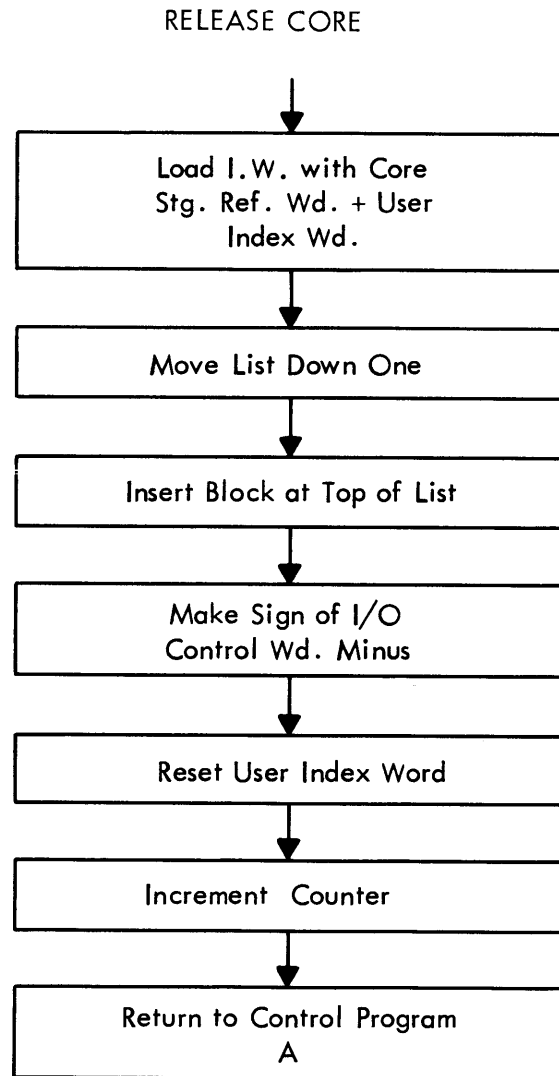 RELEASE CORE
Load I.W. with Core
Stg. Ref. Wd. + User
Index Wd.
Move List Down One
Insert Block at Top of List
Make Sign of I/O
Control Wd. Minus
Reset User Index Word
Increment Counter
Return to Control Program
A